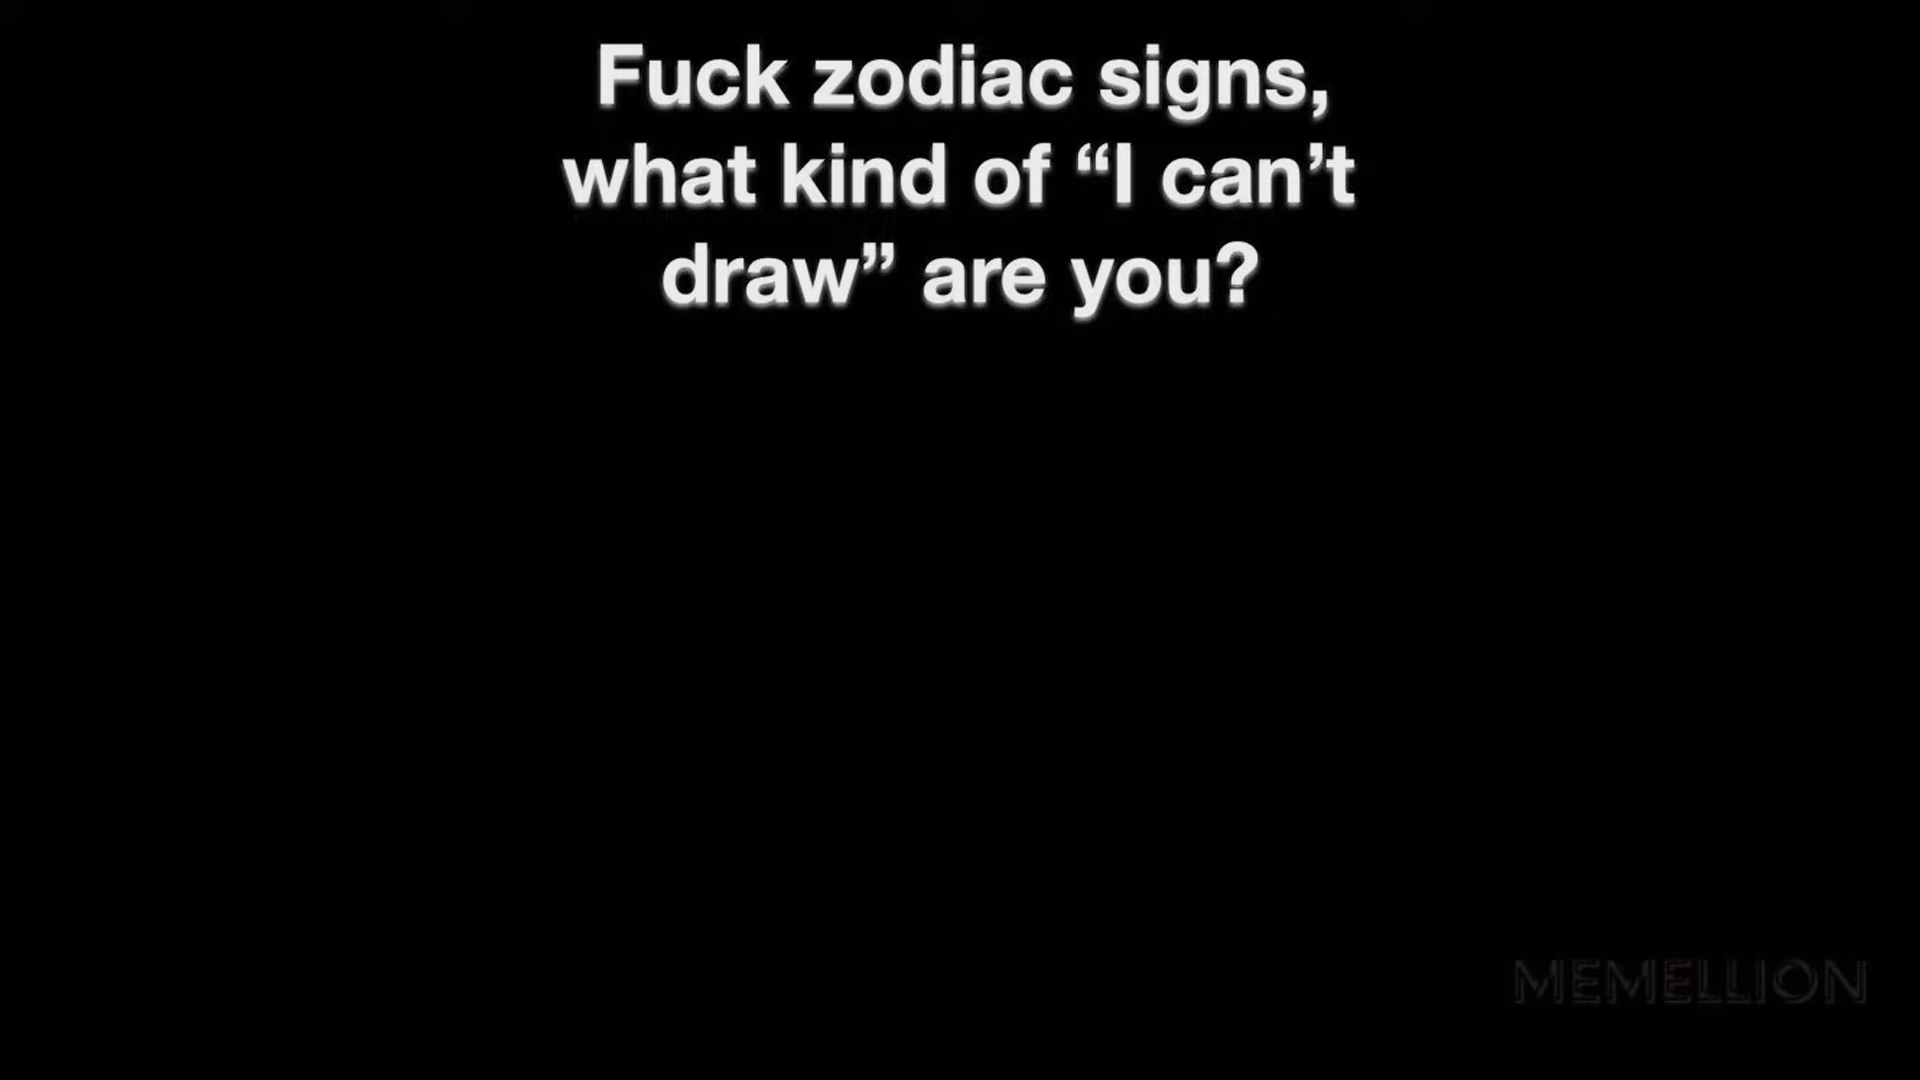 Fuck zodiac signs,
what kind of “I can’t
draw” are you?
MEMELLION